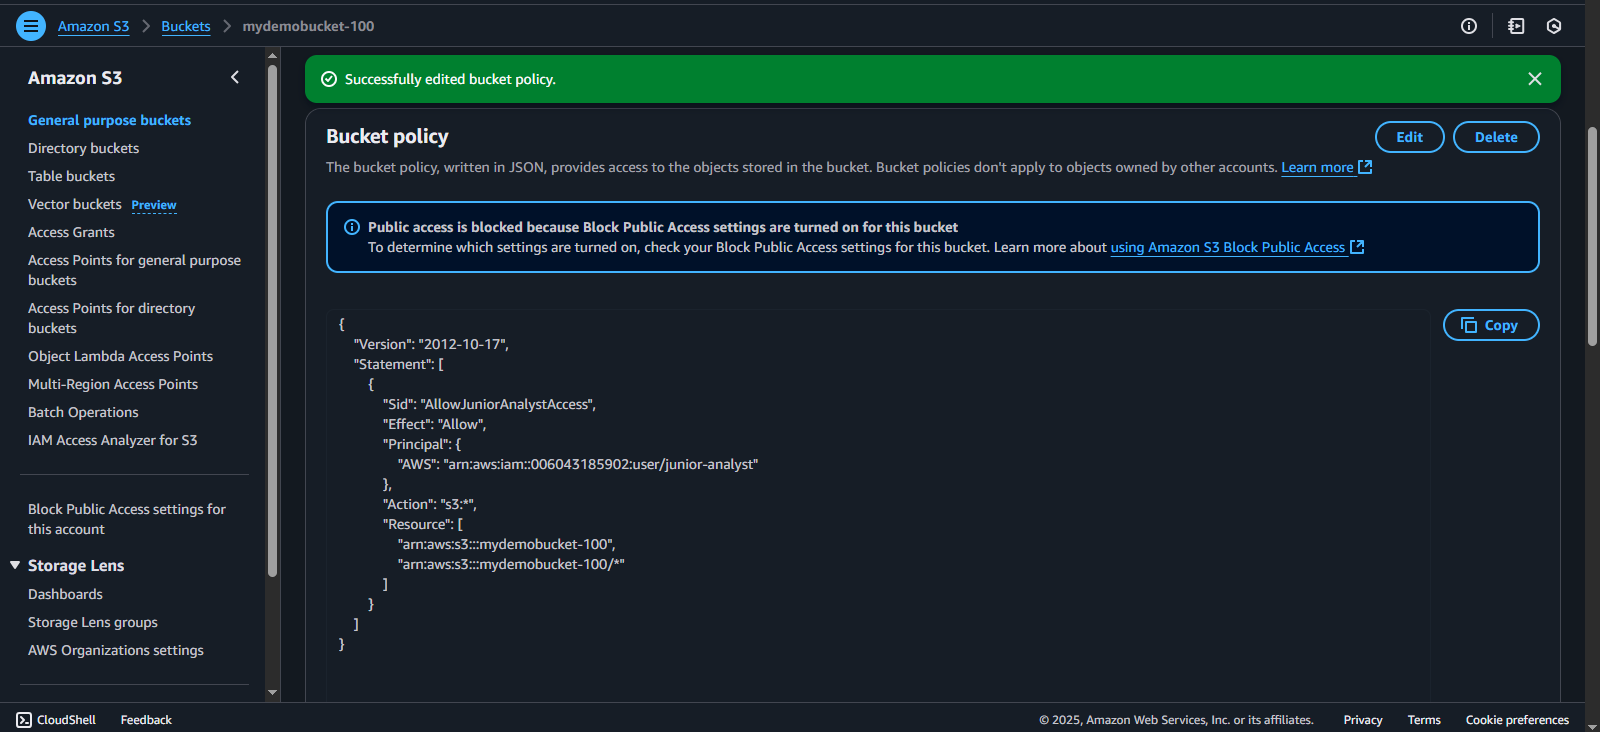 Amazon S3 > Buckets > mydemobucket-100
Amazon S3
General purpose buckets
Directory buckets
Table buckets
Vector buckets Preview
Access Grants
Access Points for general purpose
buckets
Access Points for directory
buckets
Object Lambda Access Points
Multi-Region Access Points
Batch Operations
IAM Access Analyzer for S3
Block Public Access settings for
this account
Storage Lens
Dashboards
Storage Lens groups
AWS Organizations settings
Successfully edited bucket policy.
Bucket policy
Edit
Delete
The bucket policy, written in JSON, provides access to the objects stored in the bucket. Bucket policies don't apply to objects owned by other accounts. Learn more
Public access is blocked because Block Public Access settings are turned on for this bucket
To determine which settings are turned on, check your Block Public Access settings for this bucket. Learn more about using Amazon S3 Block Public Access
Copy
{
"Version": "2012-10-17",
"Statement": [
{
"Sid": "AllowJuniorAnalystAccess",
"Effect": "Allow",
"Principal": {
"AWS": "arn:aws:iam::006043185902:user/junior-analyst"
},
"Action": "s3:*",
"Resource": [
"arn:aws:s3:::mydemobucket-100",
"arn:aws:s3:::mydemobucket-100/*"
]
}
]
}
CloudShell Feedback © 2025, Amazon Web Services, Inc. or its affiliates. Privacy Terms Cookie preferences